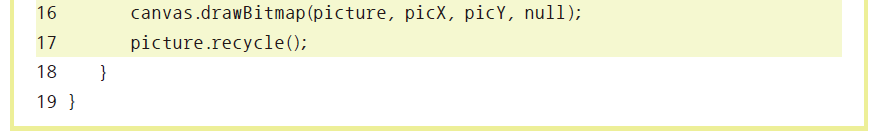 16 canvas.drawBitmap(picture, picX, picY, null);
17 picture.recycle();
18 }
19 }